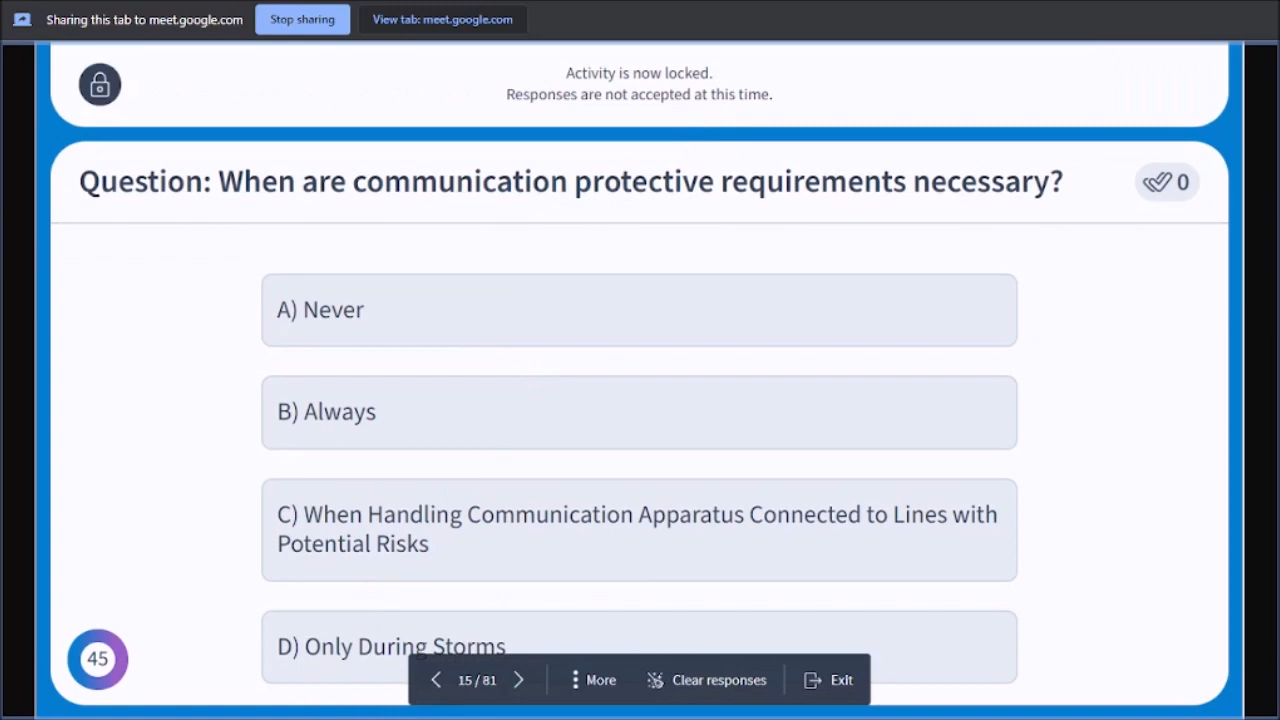 Sharing this tab to meet.google.com
Stop sharing
View tab: meet.google.com
Activity is now locked.
Responses are not accepted at this time.
Question: When are communication protective requirements necessary?
0
A) Never
B) Always
C) When Handling Communication Apparatus Connected to Lines with
Potential Risks
D) Only During Storms
45
15 / 81
More
Clear responses
Exit